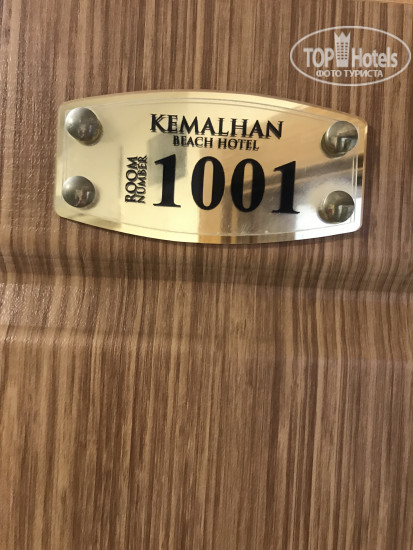 TOP Hotels
ФОТО ТУРИСТА
KEMALHAN
BEACH HOTEL
ROOM
NUMBER
1001